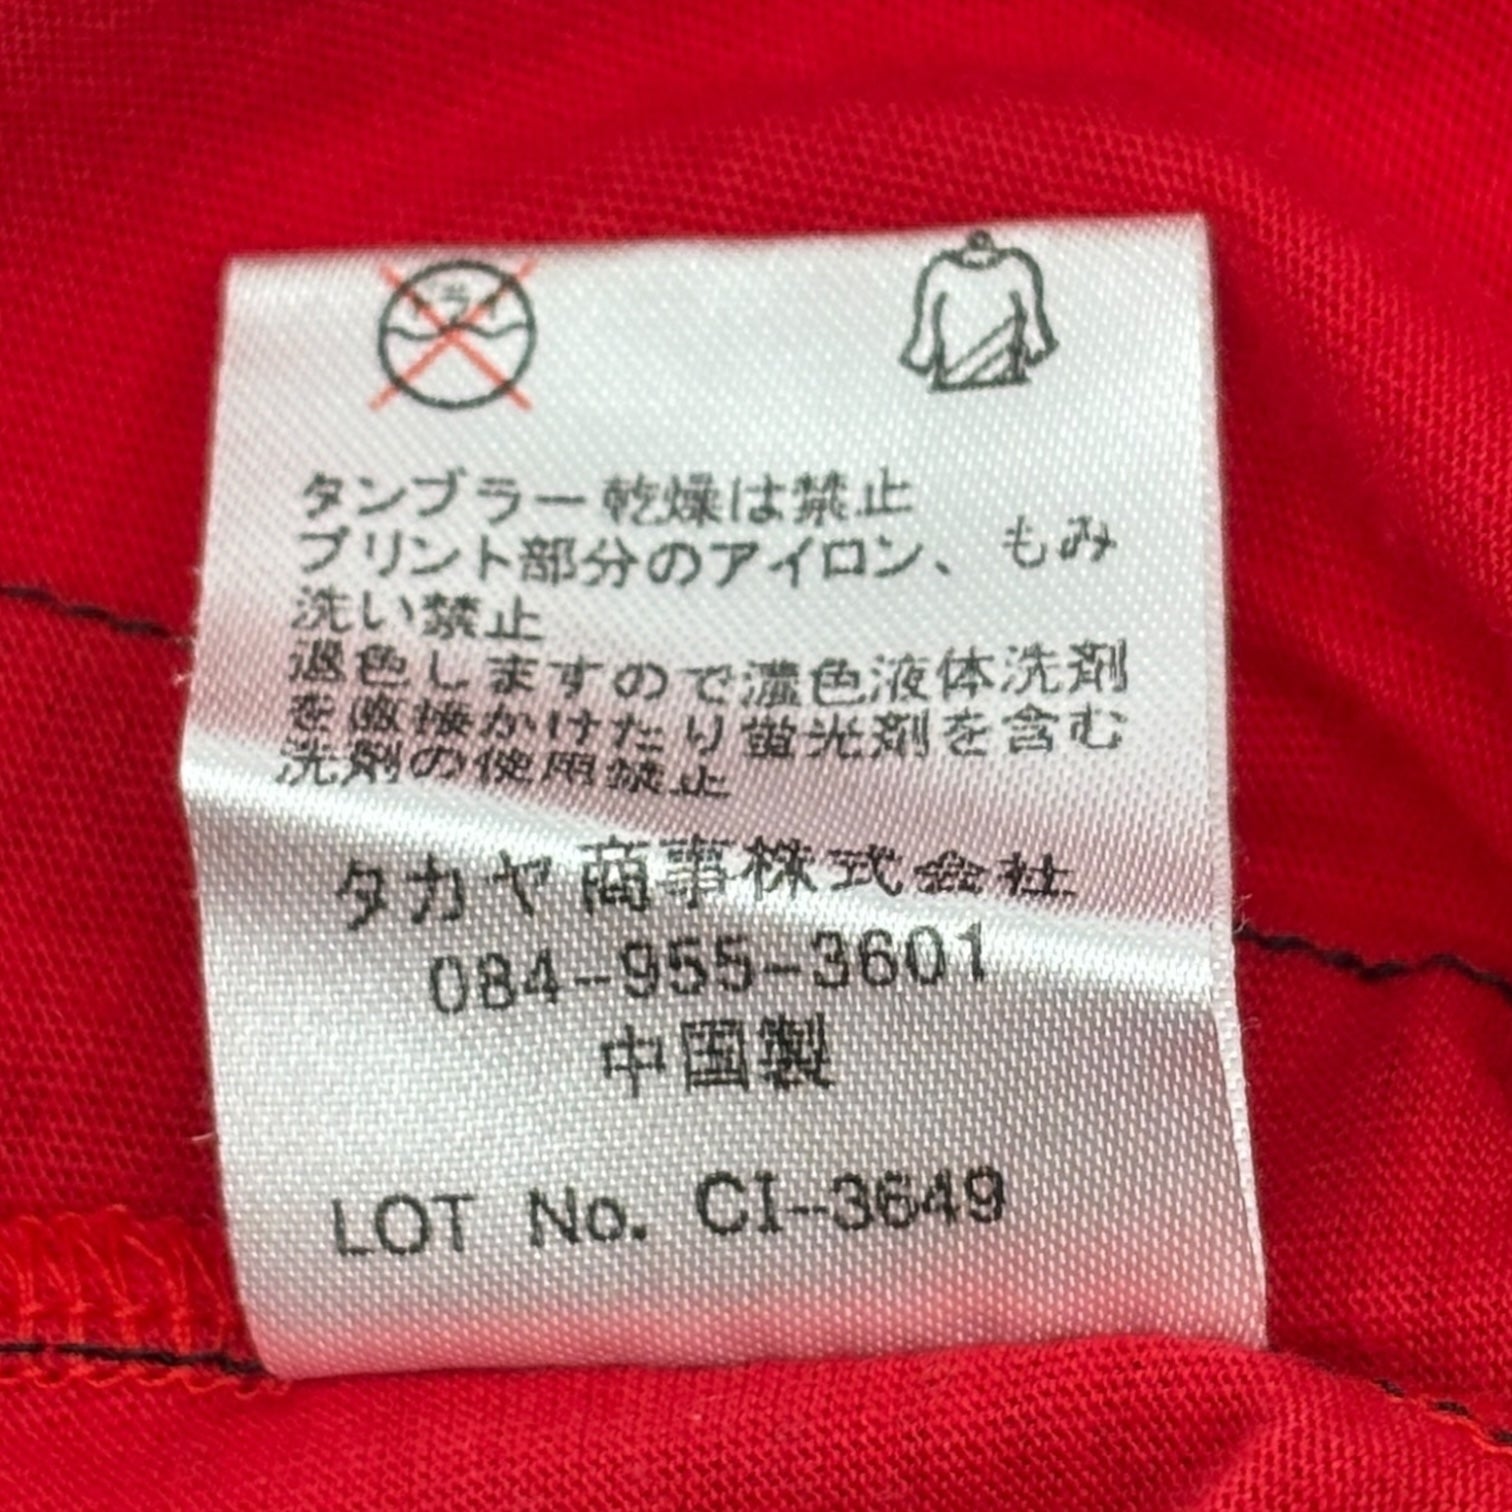 ドライ
タンブラー乾燥は禁止
プリント部分のアイロン、もみ
洗い禁止
退色しますので濃色液体洗剤
を直接かけたり蛍光剤を含む
洗剤の使用禁止
タカヤ商事株式会社
084-955-3601
中国製
LOT No. CI-3649